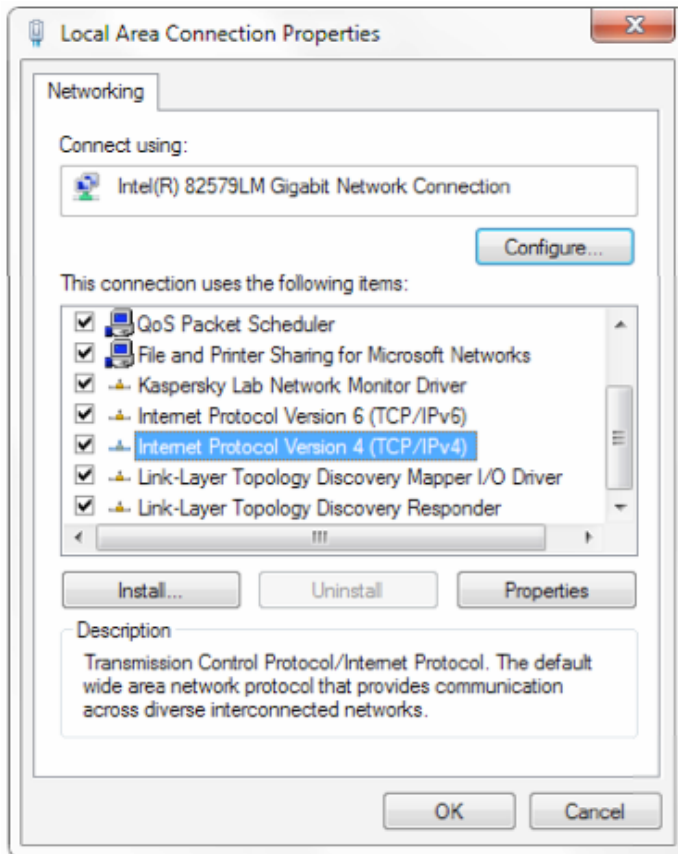 Local Area Connection Properties
Networking
Connect using:
Intel(R) 82579LM Gigabit Network Connection
Configure...
This connection uses the following items:
QoS Packet Scheduler
File and Printer Sharing for Microsoft Networks
Kaspersky Lab Network Monitor Driver
Internet Protocol Version 6 (TCP/IPv6)
Internet Protocol Version 4 (TCP/IPv4)
Link-Layer Topology Discovery Mapper I/O Driver
Link-Layer Topology Discovery Responder
Install... Uninstall Properties
Description
Transmission Control Protocol/Internet Protocol. The default
wide area network protocol that provides communication
across diverse interconnected networks.
OK Cancel